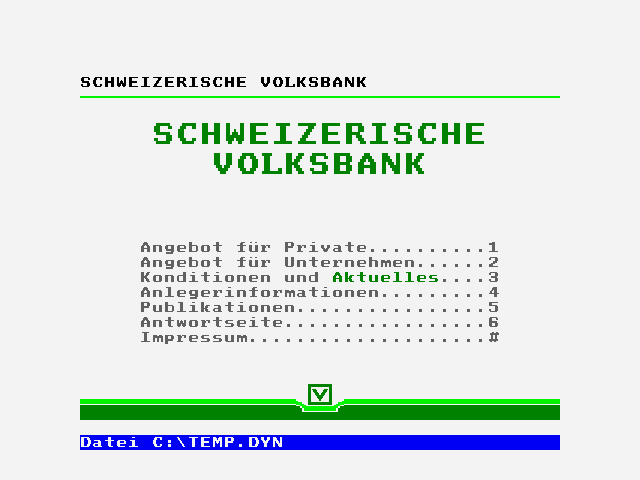 SCHWEIZERISCHE VOLKSBANK
SCHWEIZERISCHE
VOLKSBANK
Angebot für Private..........1
Angebot für Unternehmen......2
Konditionen und Aktuelles....3
Anlegerinformationen.........4
Publikationen................5
Antwortseite.................6
Impressum....................#
V
Datei C:\TEMP.DYN